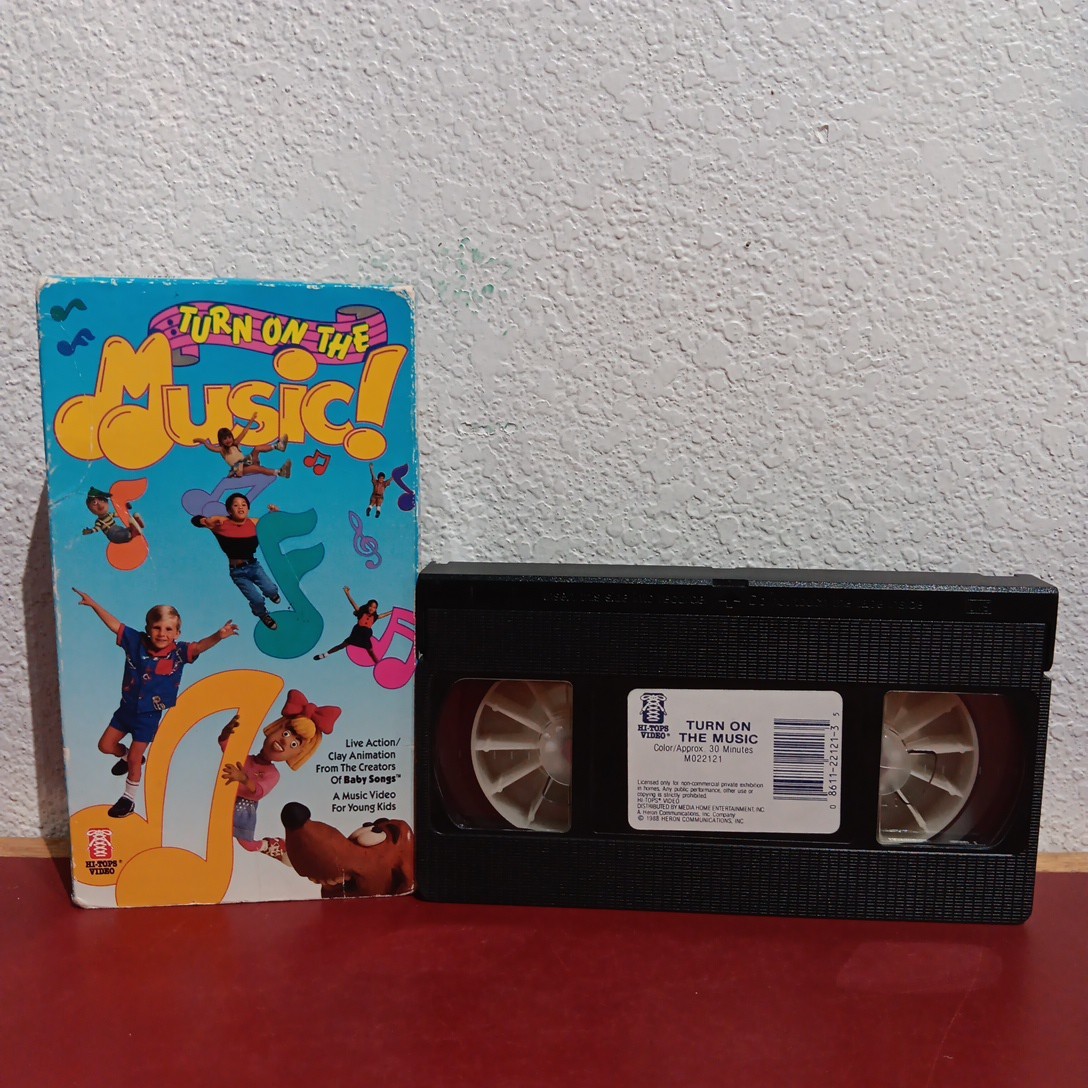 TURN ON THE
Music!
Live Action/
Clay Animation
From The Creators
Of Baby Songs™
A Music Video
For Young Kids
HI-TOPS®
VIDEO
HI-TOPS
VIDEO®
TURN ON
THE MUSIC
Color/Approx. 30 Minutes
M022121
0 8611-22121-3 5
Licensed only for non-commercial private exhibition
in homes. Any public performance, other use or
copying is strictly prohibited.
HI-TOPS® VIDEO
DISTRIBUTED BY MEDIA HOME ENTERTAINMENT, INC.
A Heron Communications, Inc. Company
© 1988 HERON COMMUNICATIONS, INC.